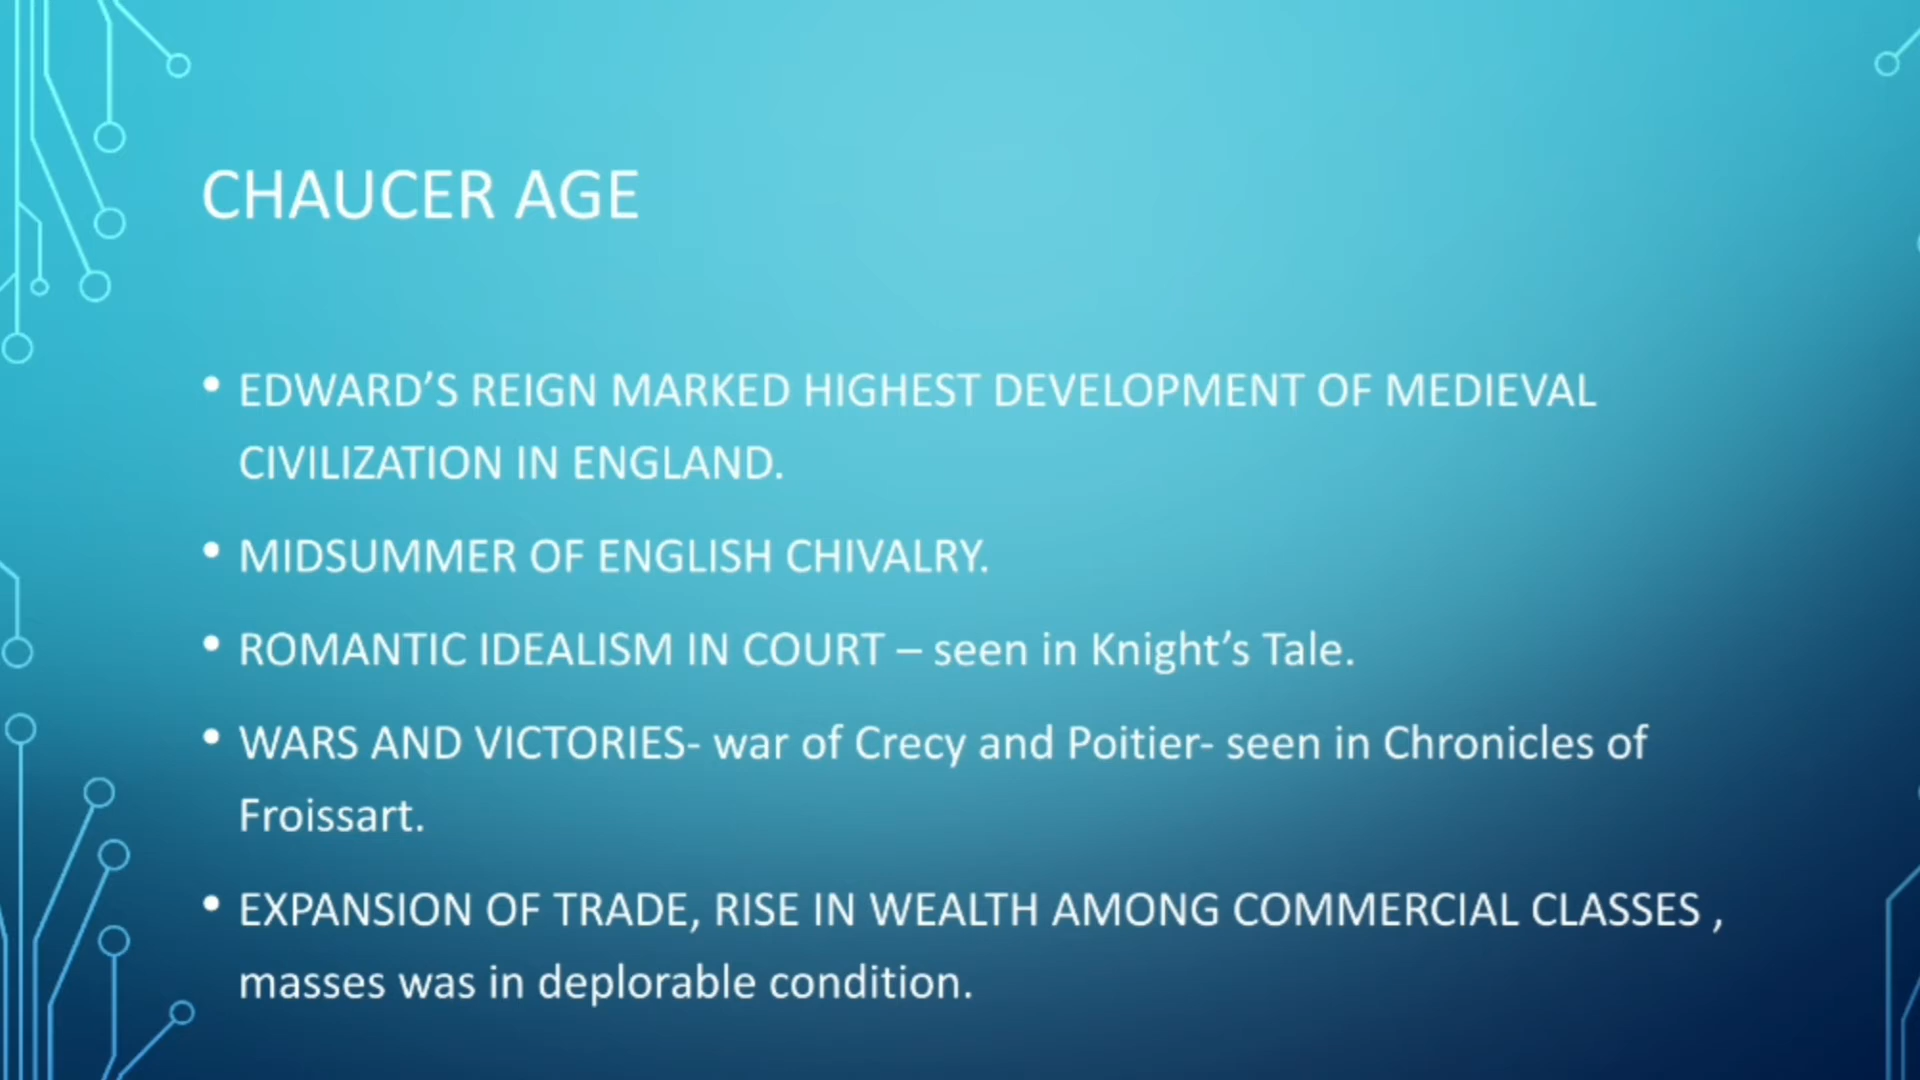 CHAUCER AGE
• EDWARD’S REIGN MARKED HIGHEST DEVELOPMENT OF MEDIEVAL
CIVILIZATION IN ENGLAND.
• MIDSUMMER OF ENGLISH CHIVALRY.
• ROMANTIC IDEALISM IN COURT – seen in Knight’s Tale.
• WARS AND VICTORIES- war of Crecy and Poitier- seen in Chronicles of
Froissart.
• EXPANSION OF TRADE, RISE IN WEALTH AMONG COMMERCIAL CLASSES ,
masses was in deplorable condition.